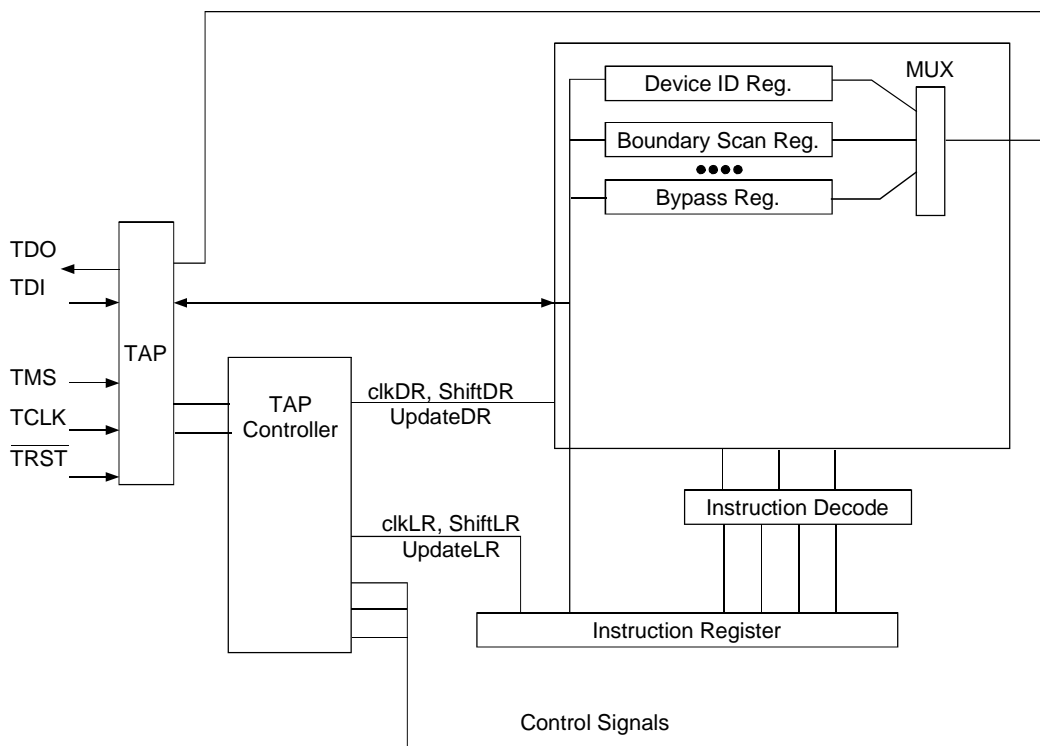 MUX
Device ID Reg.
Boundary Scan Reg.
Bypass Reg.
TDO
TDI
TAP
TMS
TCLK
TRST
TAP
Controller
clkDR, ShiftDR
UpdateDR
Instruction Decode
clkLR, ShiftLR
UpdateLR
Instruction Register
Control Signals